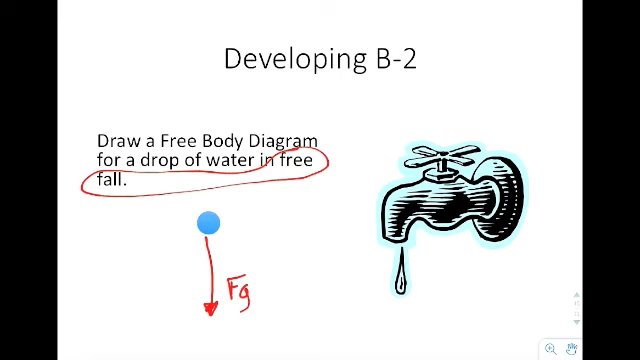 Developing B-2
Draw a Free Body Diagram
for a drop of water in free
fall.
Fg